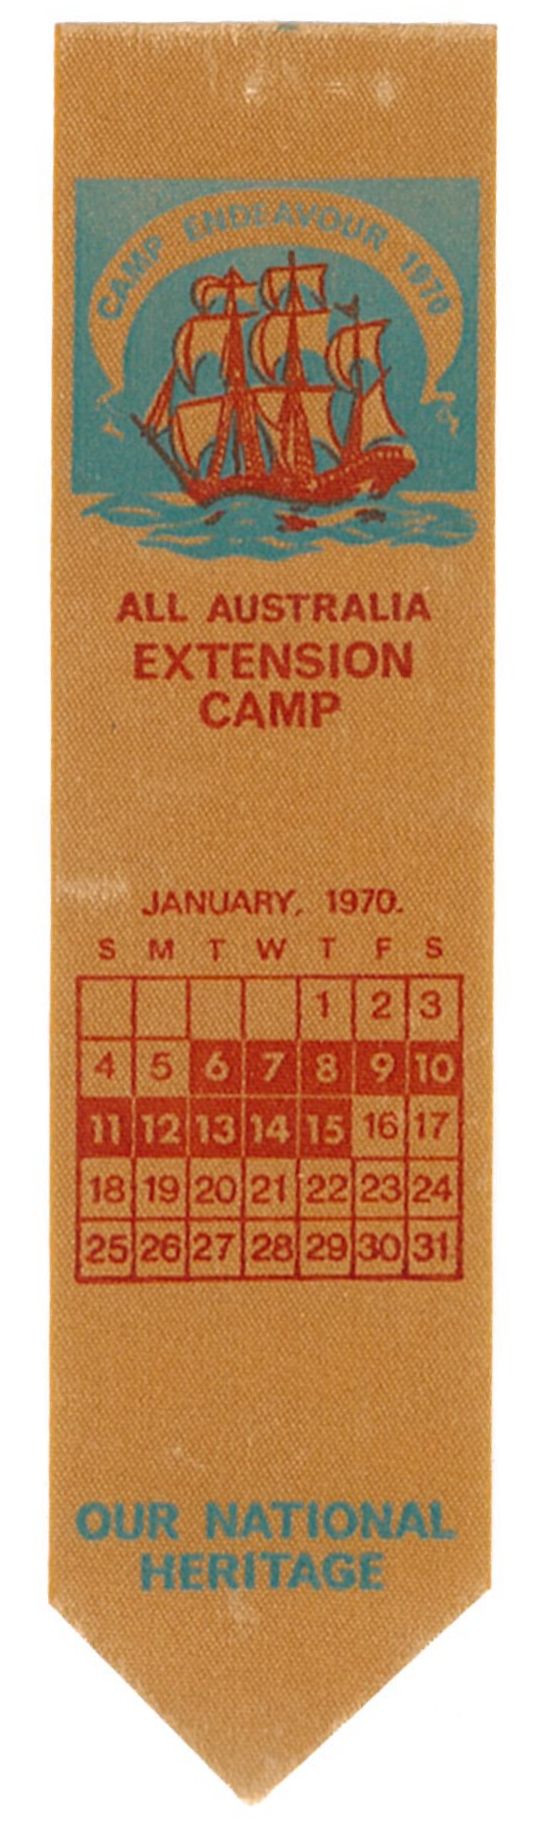 CAMP ENDEAVOUR 1970
ALL AUSTRALIA
EXTENSION
CAMP
JANUARY, 1970.
S M T W T F S
1 2 3
4 5 6 7 8 9 10
11 12 13 14 15 16 17
18 19 20 21 22 23 24
25 26 27 28 29 30 31
OUR NATIONAL
HERITAGE